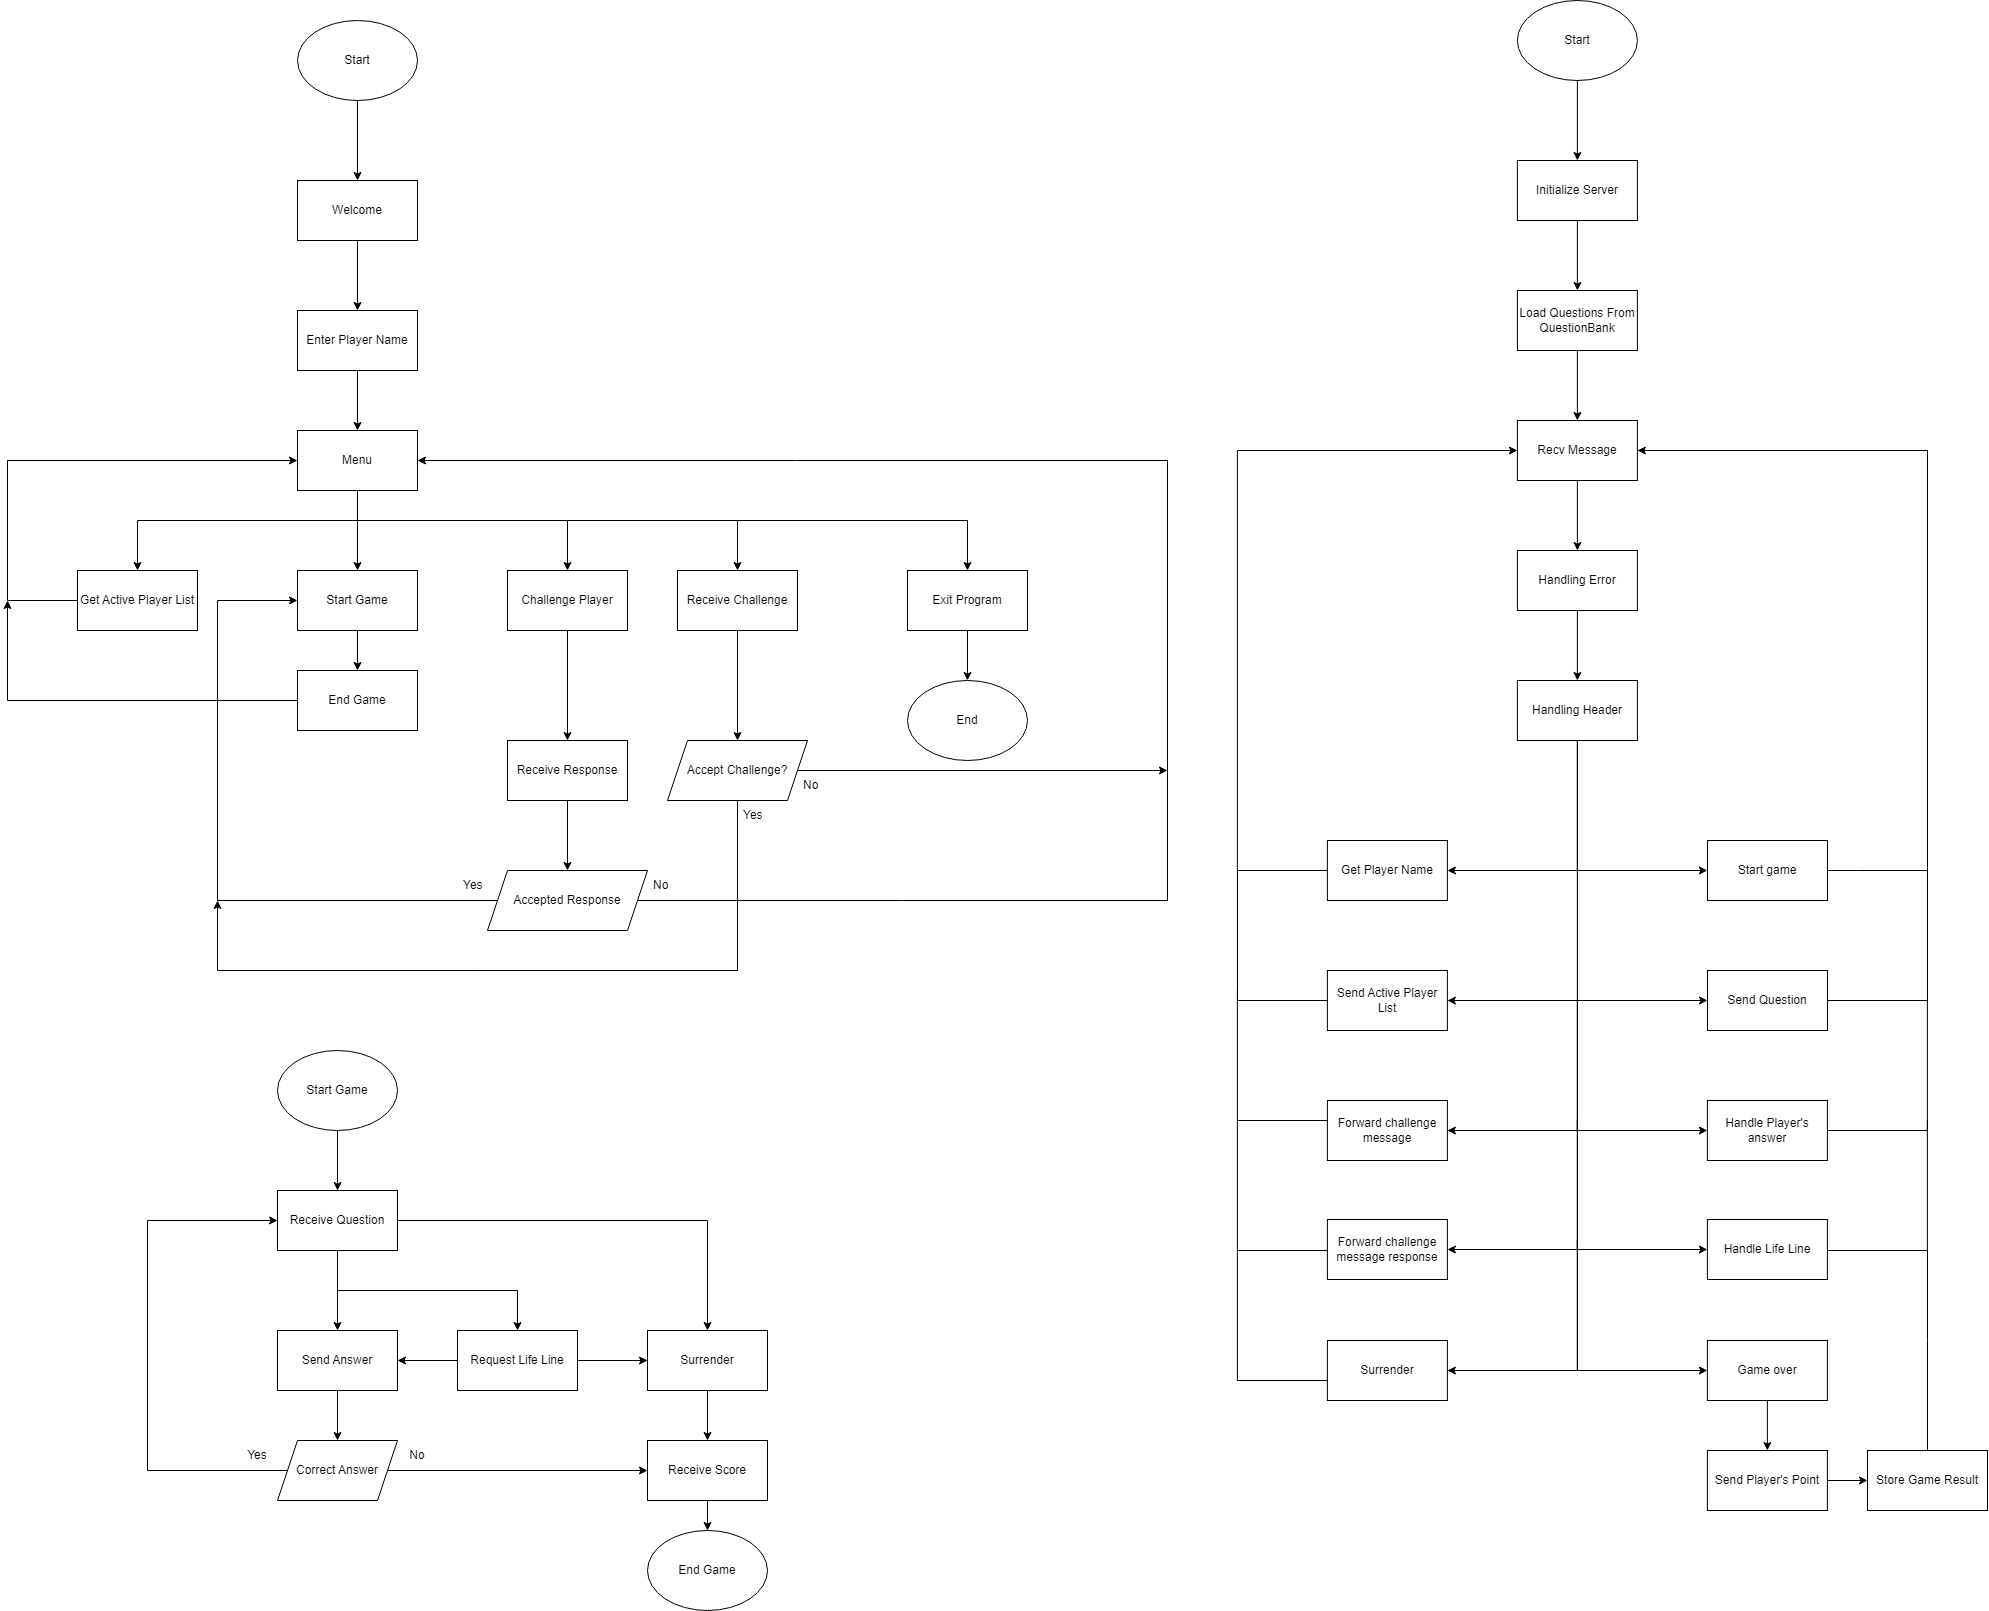 Start
Welcome
Enter Player Name
Menu
Get Active Player List
Start Game
Challenge Player
Receive Challenge
Exit Program
End Game
End
Receive Response
Accept Challenge?
No
Yes
Yes
Accepted Response
No
Start Game
Receive Question
Send Answer
Request Life Line
Surrender
Yes
Correct Answer
No
Receive Score
End Game
Start
Initialize Server
Load Questions From
QuestionBank
Recv Message
Handling Error
Handling Header
Get Player Name
Start game
Send Active Player
List
Send Question
Forward challenge
message
Handle Player's
answer
Forward challenge
message response
Handle Life Line
Surrender
Game over
Send Player's Point
Store Game Result